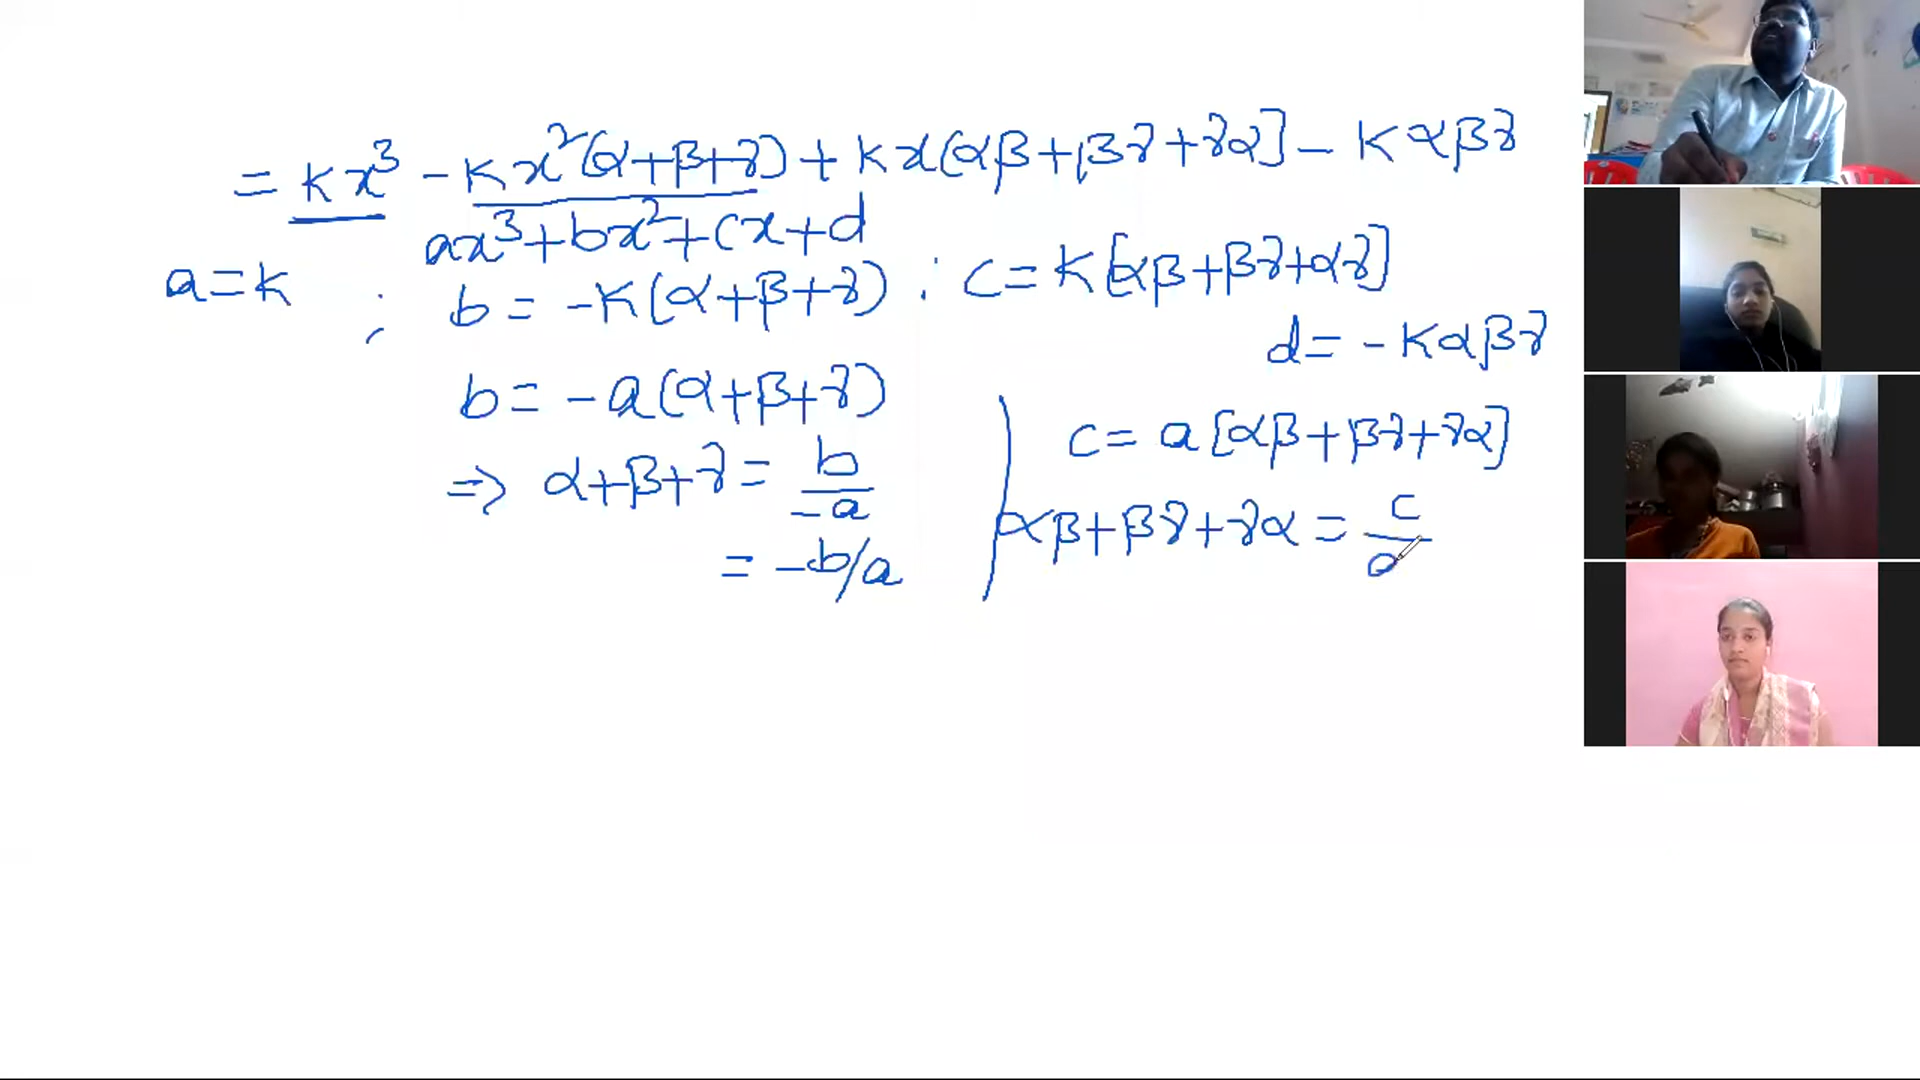 = kx³ - kx²(α+β+γ) + kx[αβ+βγ+γα] - kαβγ
ax³+bx²+cx+d
a=k ; b = -k(α+β+γ) ; c = k[αβ+βγ+αγ]
d = -kαβγ
b = -a(α+β+γ)
⇒ α+β+γ = b/-a
= -b/a
c = a[αβ+βγ+γα]
αβ+βγ+γα = c/a